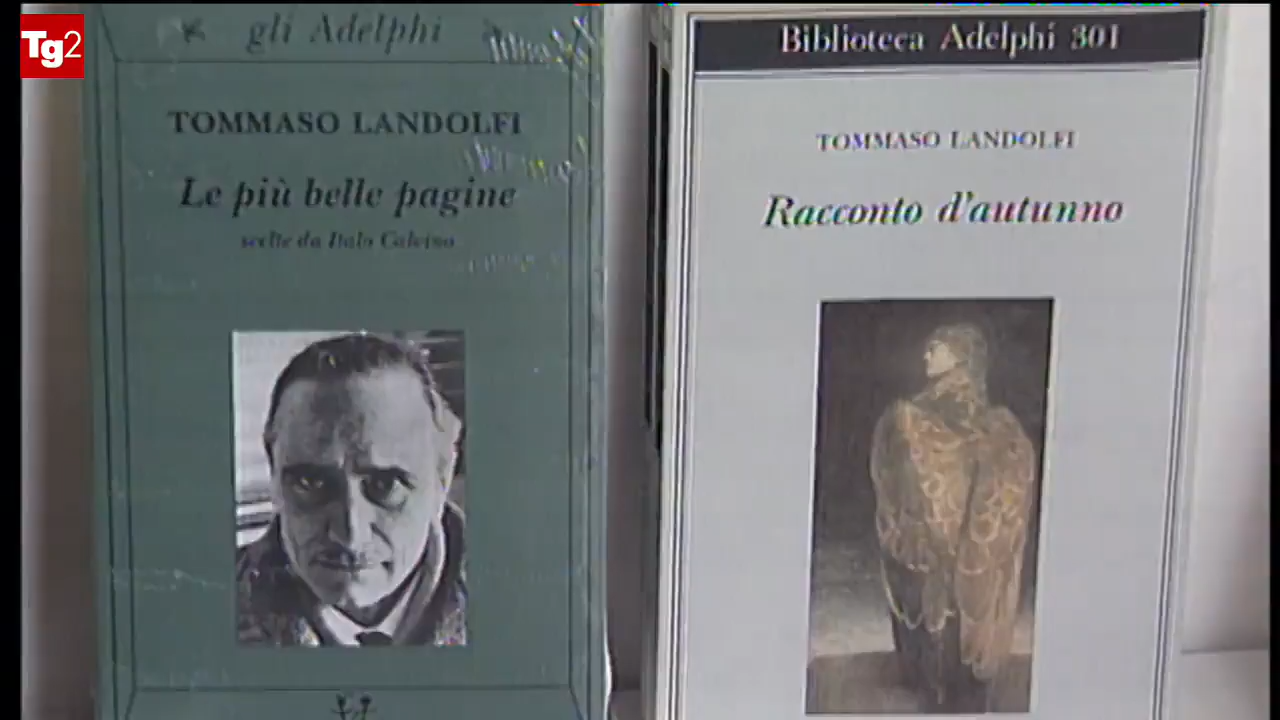 Tg2
gli Adelphi
TOMMASO LANDOLFI
Le più belle pagine
scelte da Italo Calvino
Biblioteca Adelphi 301
TOMMASO LANDOLFI
Racconto d'autunno